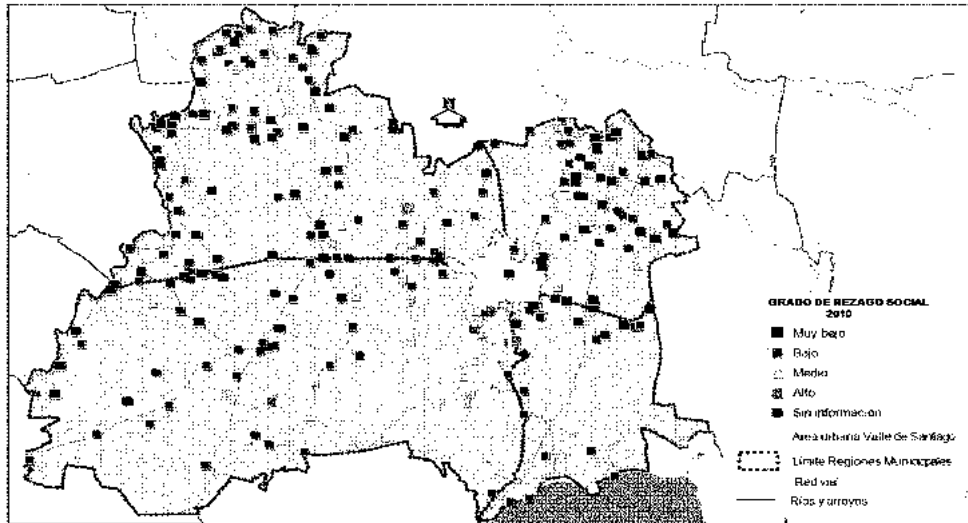 N
GRADO DE REZAGO SOCIAL
2010
Muy bajo
Bajo
Medio
Alto
Sin información
Area urbana Valle de Santiago
Límite Regiones Municipales
Red vial
Ríos y arroyos